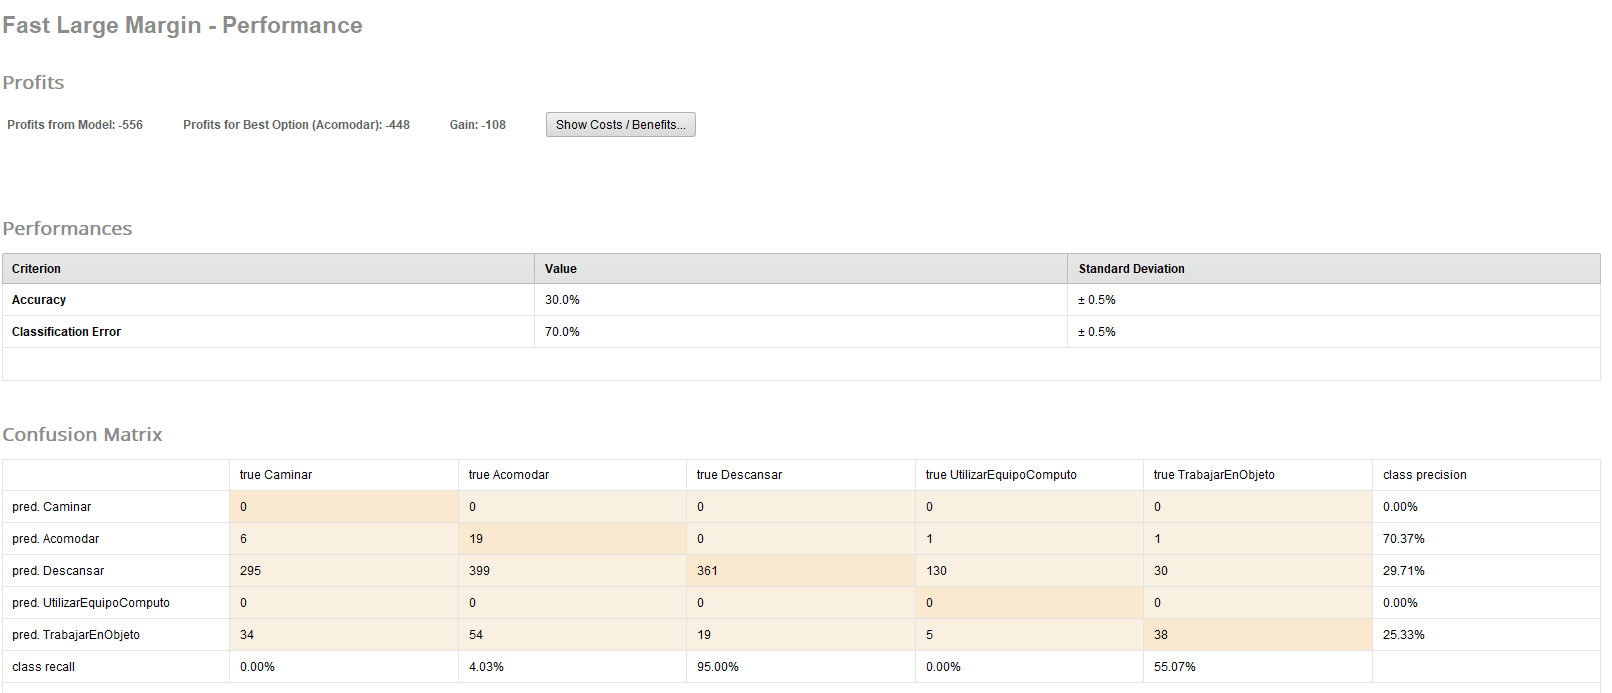 Fast Large Margin - Performance
Profits
Profits from Model: -556 Profits for Best Option (Acomodar): -448 Gain: -108 Show Costs / Benefits...
Performances
Criterion Value Standard Deviation
Accuracy 30.0% ± 0.5%
Classification Error 70.0% ± 0.5%
Confusion Matrix
true Caminar true Acomodar true Descansar true UtilizarEquipoComputo true TrabajarEnObjeto class precision
pred. Caminar 0 0 0 0 0 0.00%
pred. Acomodar 6 19 0 1 1 70.37%
pred. Descansar 295 399 361 130 30 29.71%
pred. UtilizarEquipoComputo 0 0 0 0 0 0.00%
pred. TrabajarEnObjeto 34 54 19 5 38 25.33%
class recall 0.00% 4.03% 95.00% 0.00% 55.07%